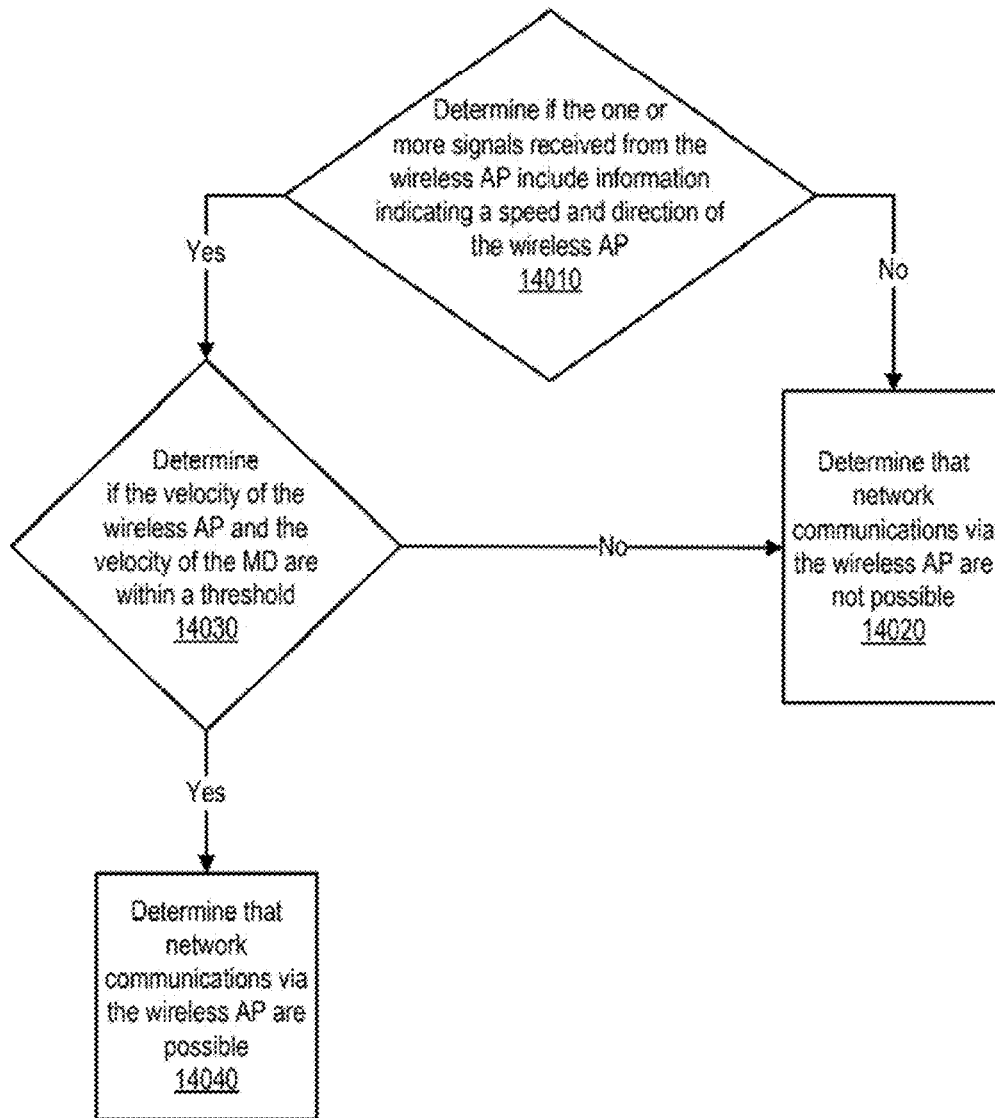 Determine if the one or
more signals received from the
wireless AP include information
indicating a speed and direction of
the wireless AP
14010
Yes
No
Determine
if the velocity of the
wireless AP and the
velocity of the MD are
within a threshold
14030
No
Determine that
network
communications via
the wireless AP are
not possible
14020
Yes
Determine that
network
communications via
the wireless AP are
possible
14040